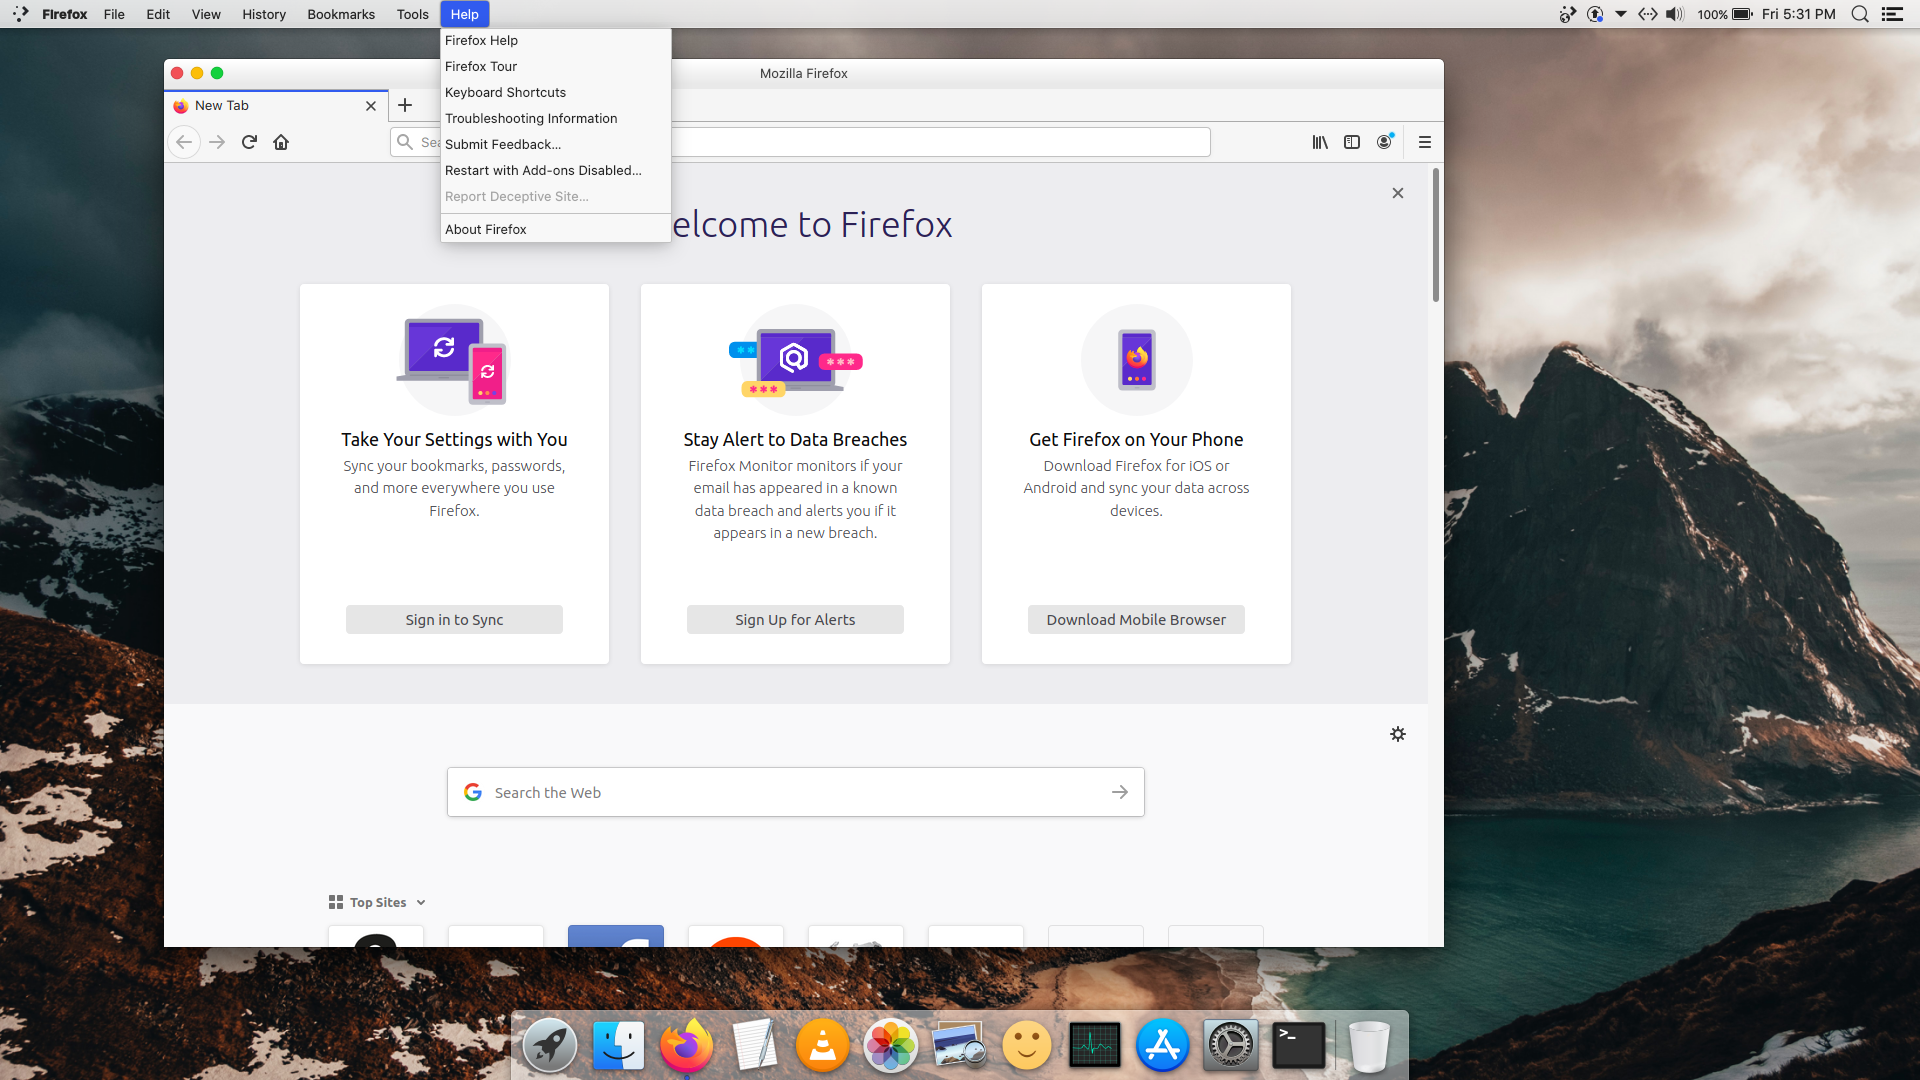 Firefox File Edit View History Bookmarks Tools Help 100% Fri 5:31 PM
Firefox Help
Firefox Tour
Keyboard Shortcuts
Troubleshooting Information
Submit Feedback...
Restart with Add-ons Disabled...
Report Deceptive Site...
About Firefox
Mozilla Firefox
New Tab
elcome to Firefox
Take Your Settings with You
Sync your bookmarks, passwords,
and more everywhere you use
Firefox.
Sign in to Sync
Stay Alert to Data Breaches
Firefox Monitor monitors if your
email has appeared in a known
data breach and alerts you if it
appears in a new breach.
Sign Up for Alerts
Get Firefox on Your Phone
Download Firefox for iOS or
Android and sync your data across
devices.
Download Mobile Browser
Search the Web
Top Sites